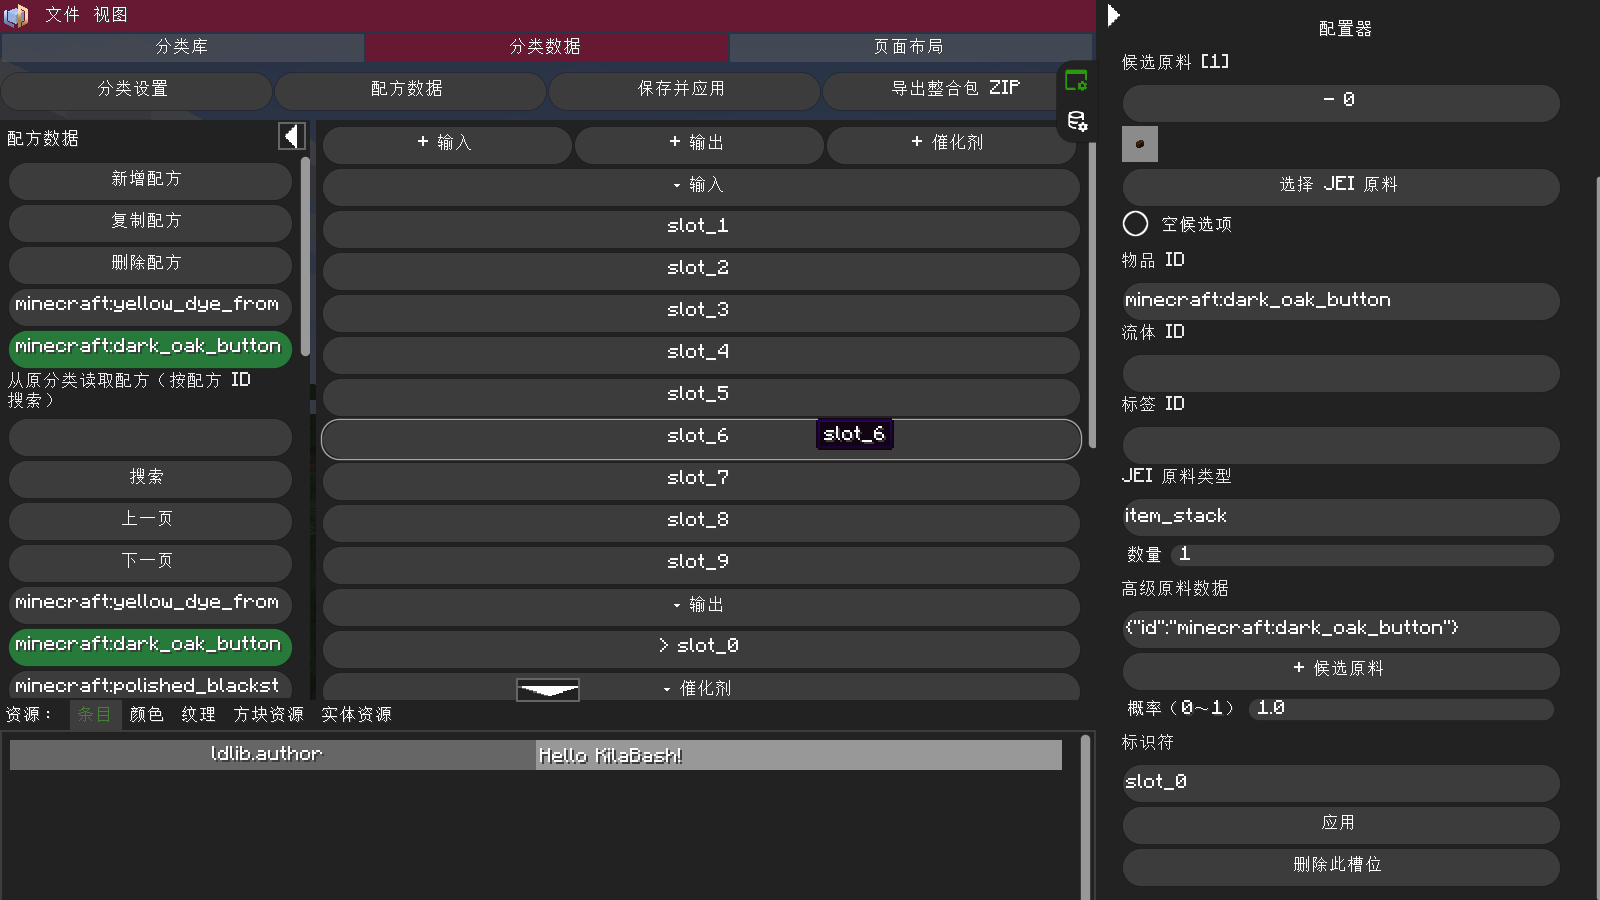 文件 视图
分类库 分类数据 页面布局
分类设置 配方数据 保存并应用 导出整合包 ZIP
配方数据
新增配方
复制配方
删除配方
minecraft:yellow_dye_from
minecraft:dark_oak_button
从原分类读取配方（按配方 ID
搜索）
搜索
上一页
下一页
minecraft:yellow_dye_from
minecraft:dark_oak_button
minecraft:polished_blackst
+ 输入 + 输出 + 催化剂
输入
slot_1
slot_2
slot_3
slot_4
slot_5
slot_6 slot_6
slot_7
slot_8
slot_9
输出
> slot_0
催化剂
资源： 条目 颜色 纹理 方块资源 实体资源
ldlib.author Hello KilaBash!
配置器
候选原料 [1]
− 0
选择 JEI 原料
空候选项
物品 ID
minecraft:dark_oak_button
流体 ID
标签 ID
JEI 原料类型
item_stack
数量 1
高级原料数据
{"id":"minecraft:dark_oak_button"}
+ 候选原料
概率（0~1） 1.0
标识符
slot_0
应用
删除此槽位